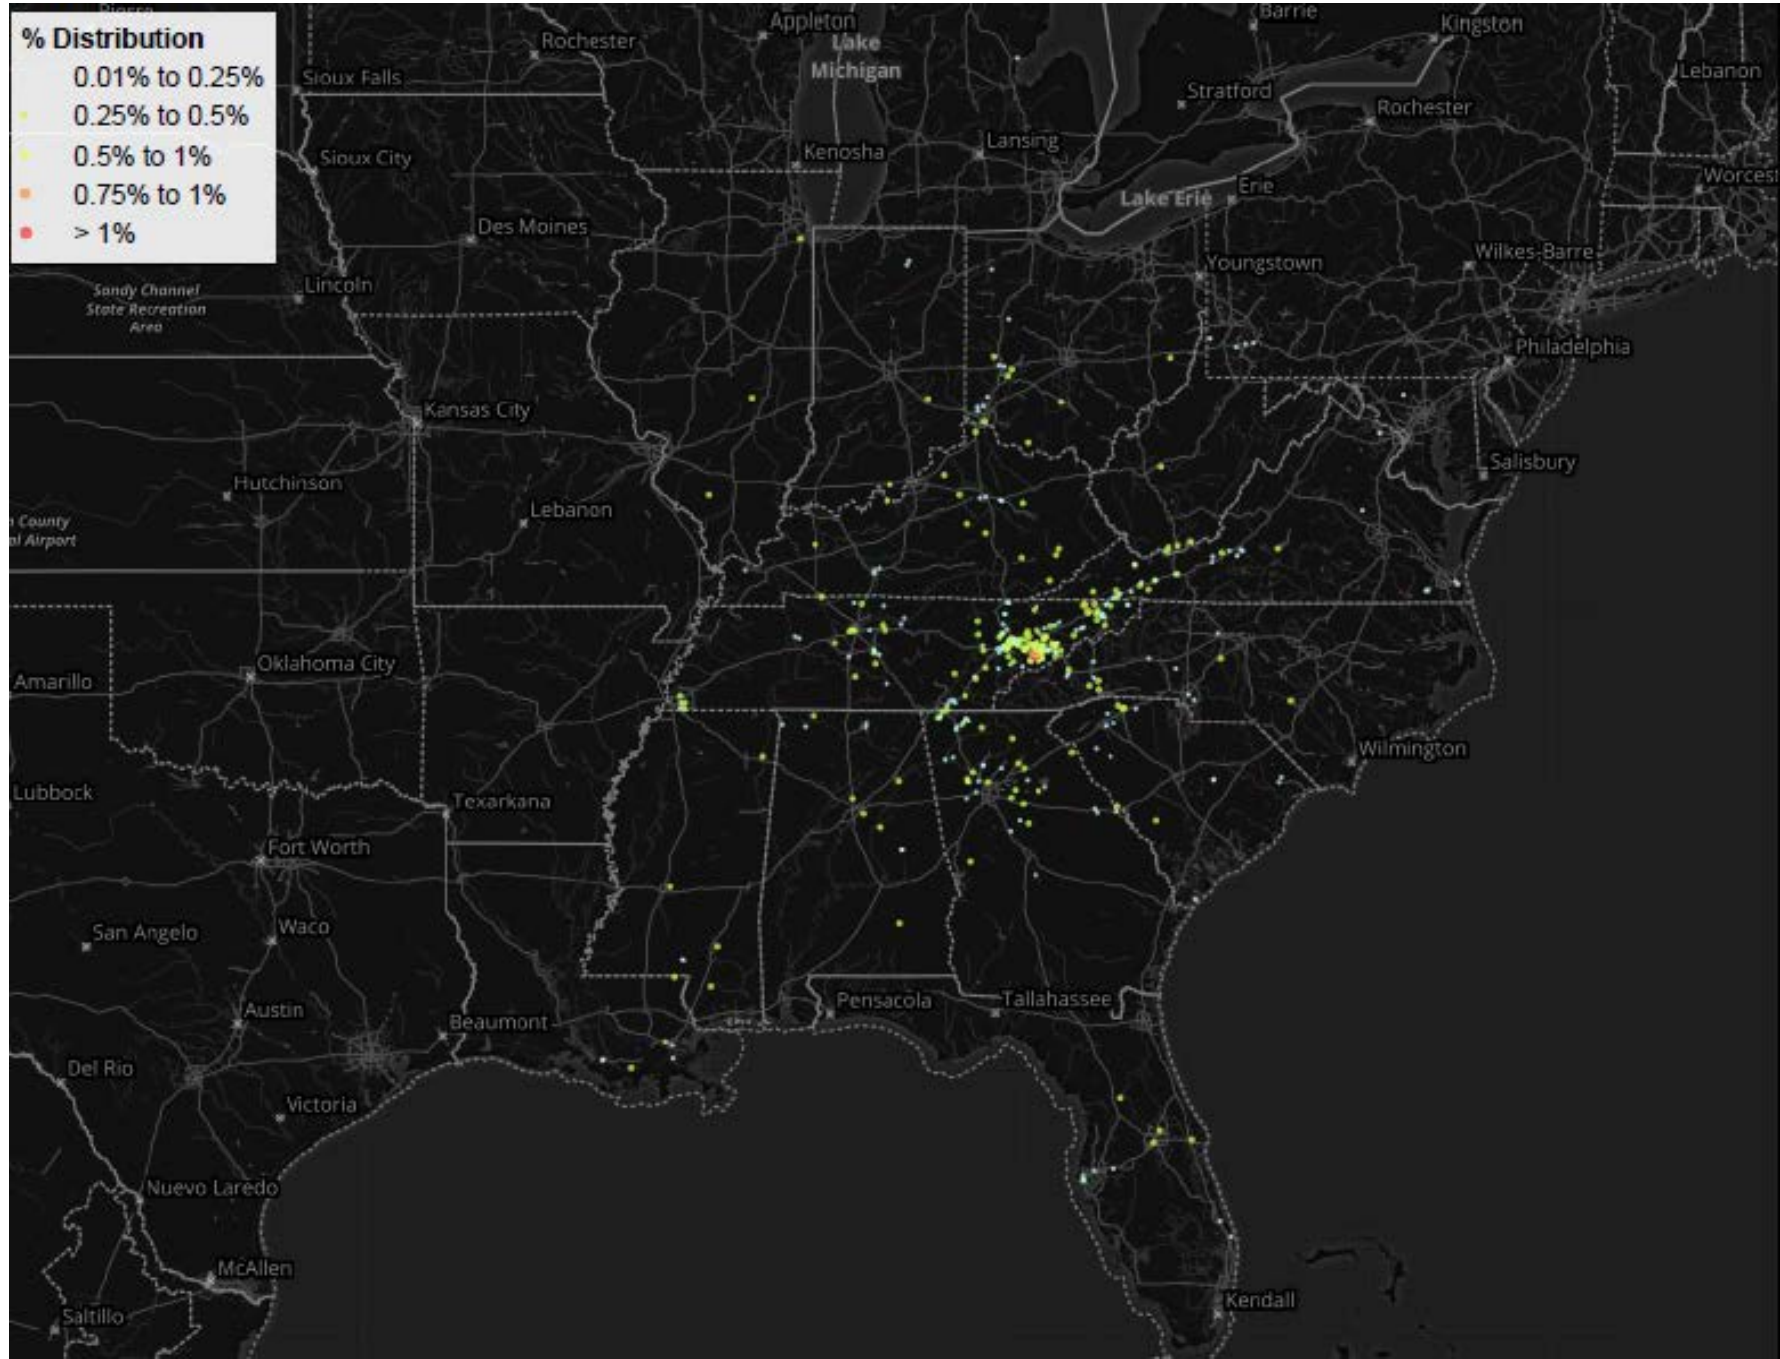 Pierre
Appleton
Barrie
Kingston
% Distribution
0.01% to 0.25%
0.25% to 0.5%
0.5% to 1%
0.75% to 1%
> 1%
Rochester
Lake
Michigan
Sioux Falls
Stratford
Lebanon
Rochester
Sioux City
Kenosha
Lansing
Lake Erie
Erie
Worcest
Des Moines
Youngstown
Wilkes-Barre
Lincoln
Sandy Channel
State Recreation
Area
Philadelphia
Kansas City
Hutchinson
Salisbury
Lebanon
n County
al Airport
Oklahoma City
Amarillo
Wilmington
Lubbock
Texarkana
Fort Worth
San Angelo
Waco
Austin
Pensacola
Tallahassee
Beaumont
Del Rio
Victoria
Nuevo Laredo
McAllen
Kendall
Saltillo